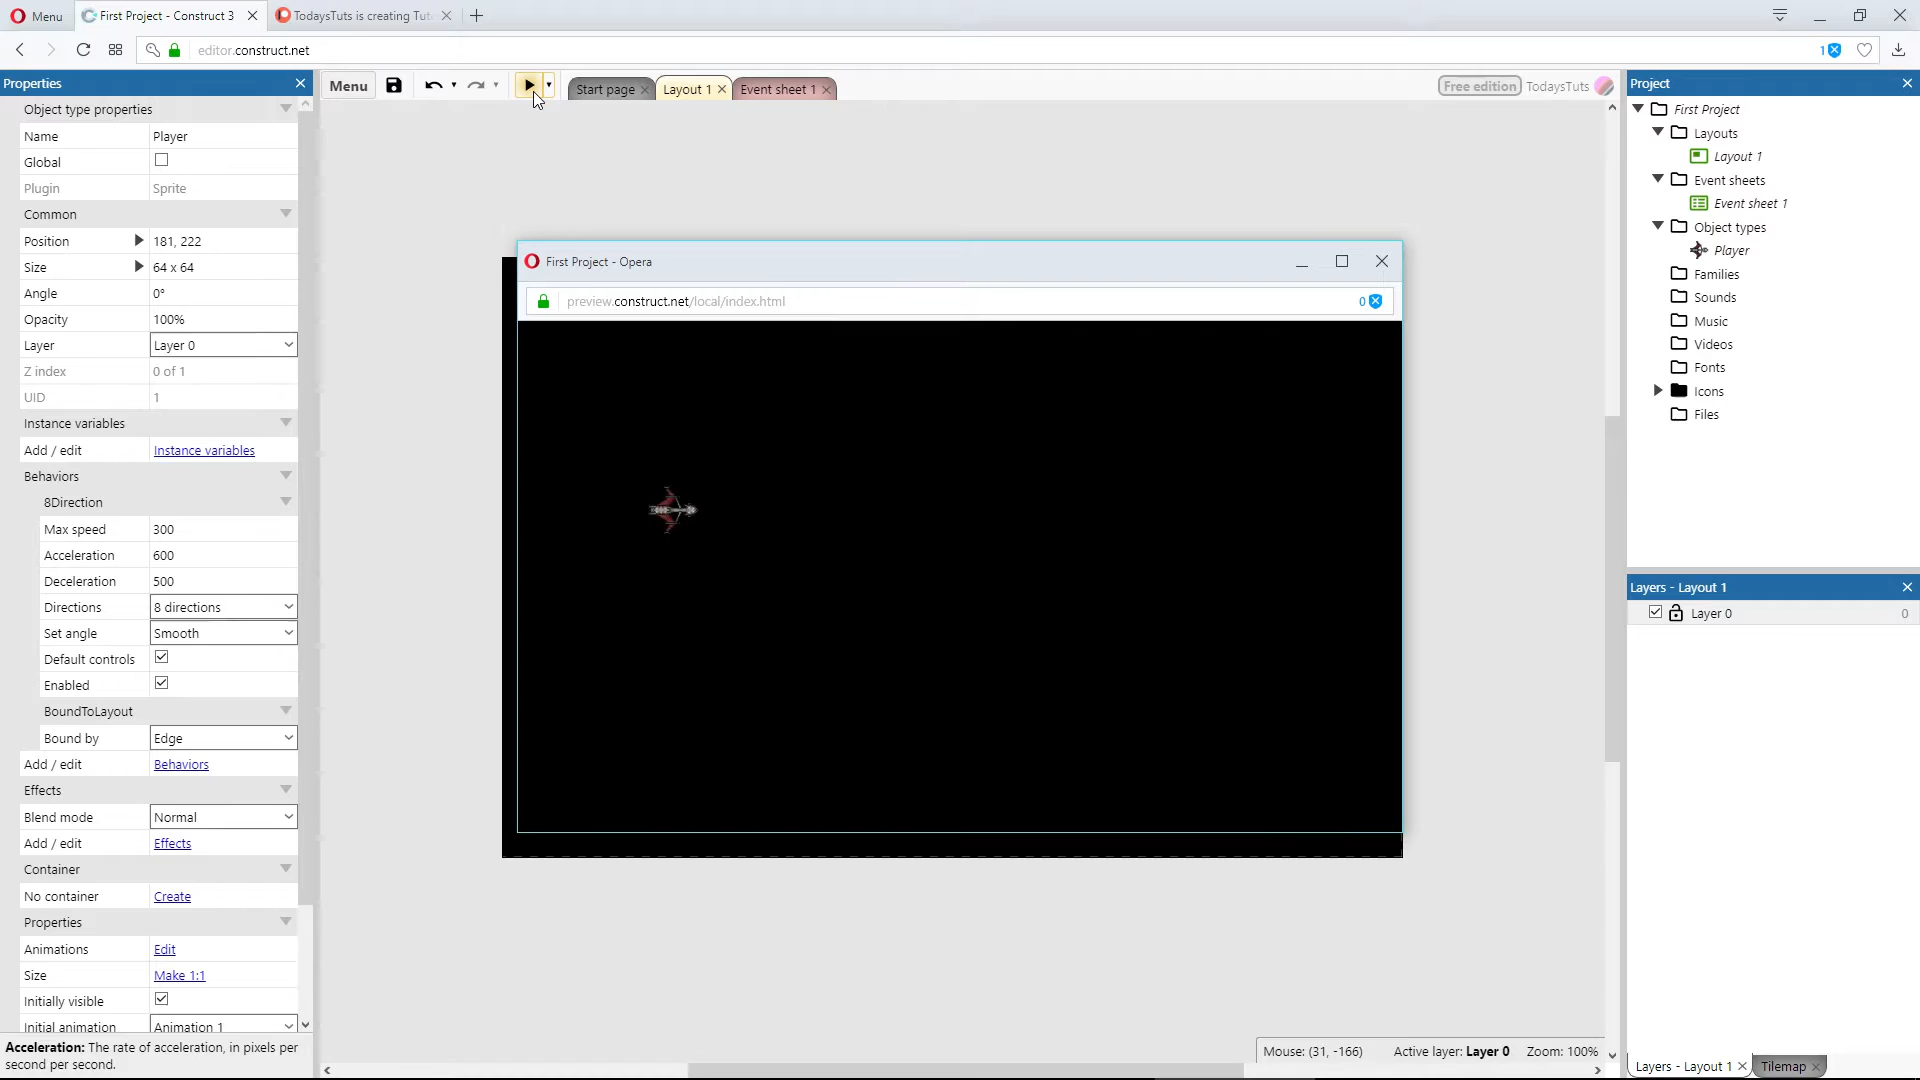 Menu
First Project - Construct 3
TodaysTuts is creating Tut
editor.construct.net
1
Properties
Menu
Start page
Layout 1
Event sheet 1
Free edition
TodaysTuts
Project
Object type properties
Name Player
Global
Plugin Sprite
Common
Position 181, 222
Size 64 x 64
Angle 0°
Opacity 100%
Layer Layer 0
Z index 0 of 1
UID 1
Instance variables
Add / edit Instance variables
Behaviors
8Direction
Max speed 300
Acceleration 600
Deceleration 500
Directions 8 directions
Set angle Smooth
Default controls
Enabled
BoundToLayout
Bound by Edge
Add / edit Behaviors
Effects
Blend mode Normal
Add / edit Effects
Container
No container Create
Properties
Animations Edit
Size Make 1:1
Initially visible
Initial animation Animation 1
Acceleration: The rate of acceleration, in pixels per
second per second.
First Project - Opera
preview.construct.net/local/index.html
0
Mouse: (31, -166) Active layer: Layer 0 Zoom: 100%
First Project
Layouts
Layout 1
Event sheets
Event sheet 1
Object types
Player
Families
Sounds
Music
Videos
Fonts
Icons
Files
Layers - Layout 1
Layer 0 0
Layers - Layout 1
Tilemap